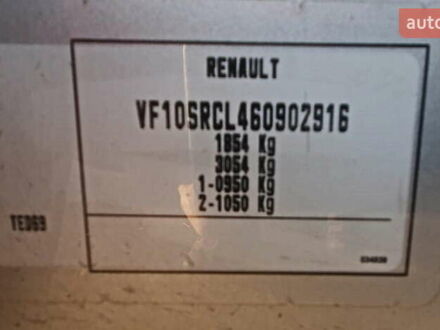 auto
RENAULT
VF10SRCL460902916
1854 Kg
3054 Kg
1-0950 Kg
2-1050 Kg
TED69